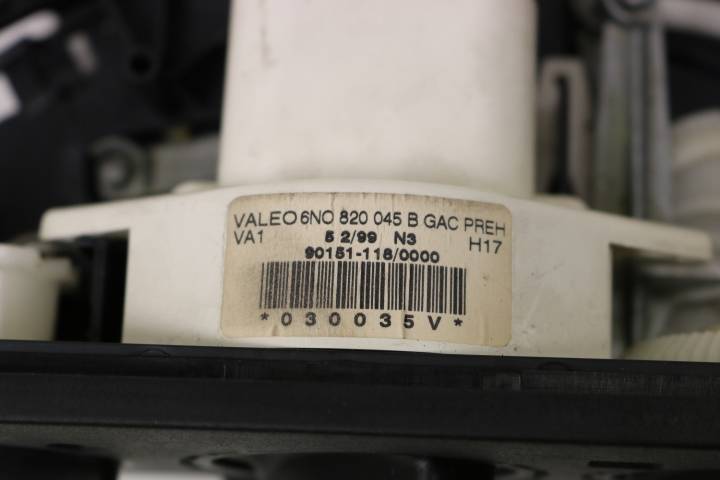 VALEO 6N0 820 045 B GAC PREH
VA1 5 2/99 N3 H17
90151-118/0000
*030035V*